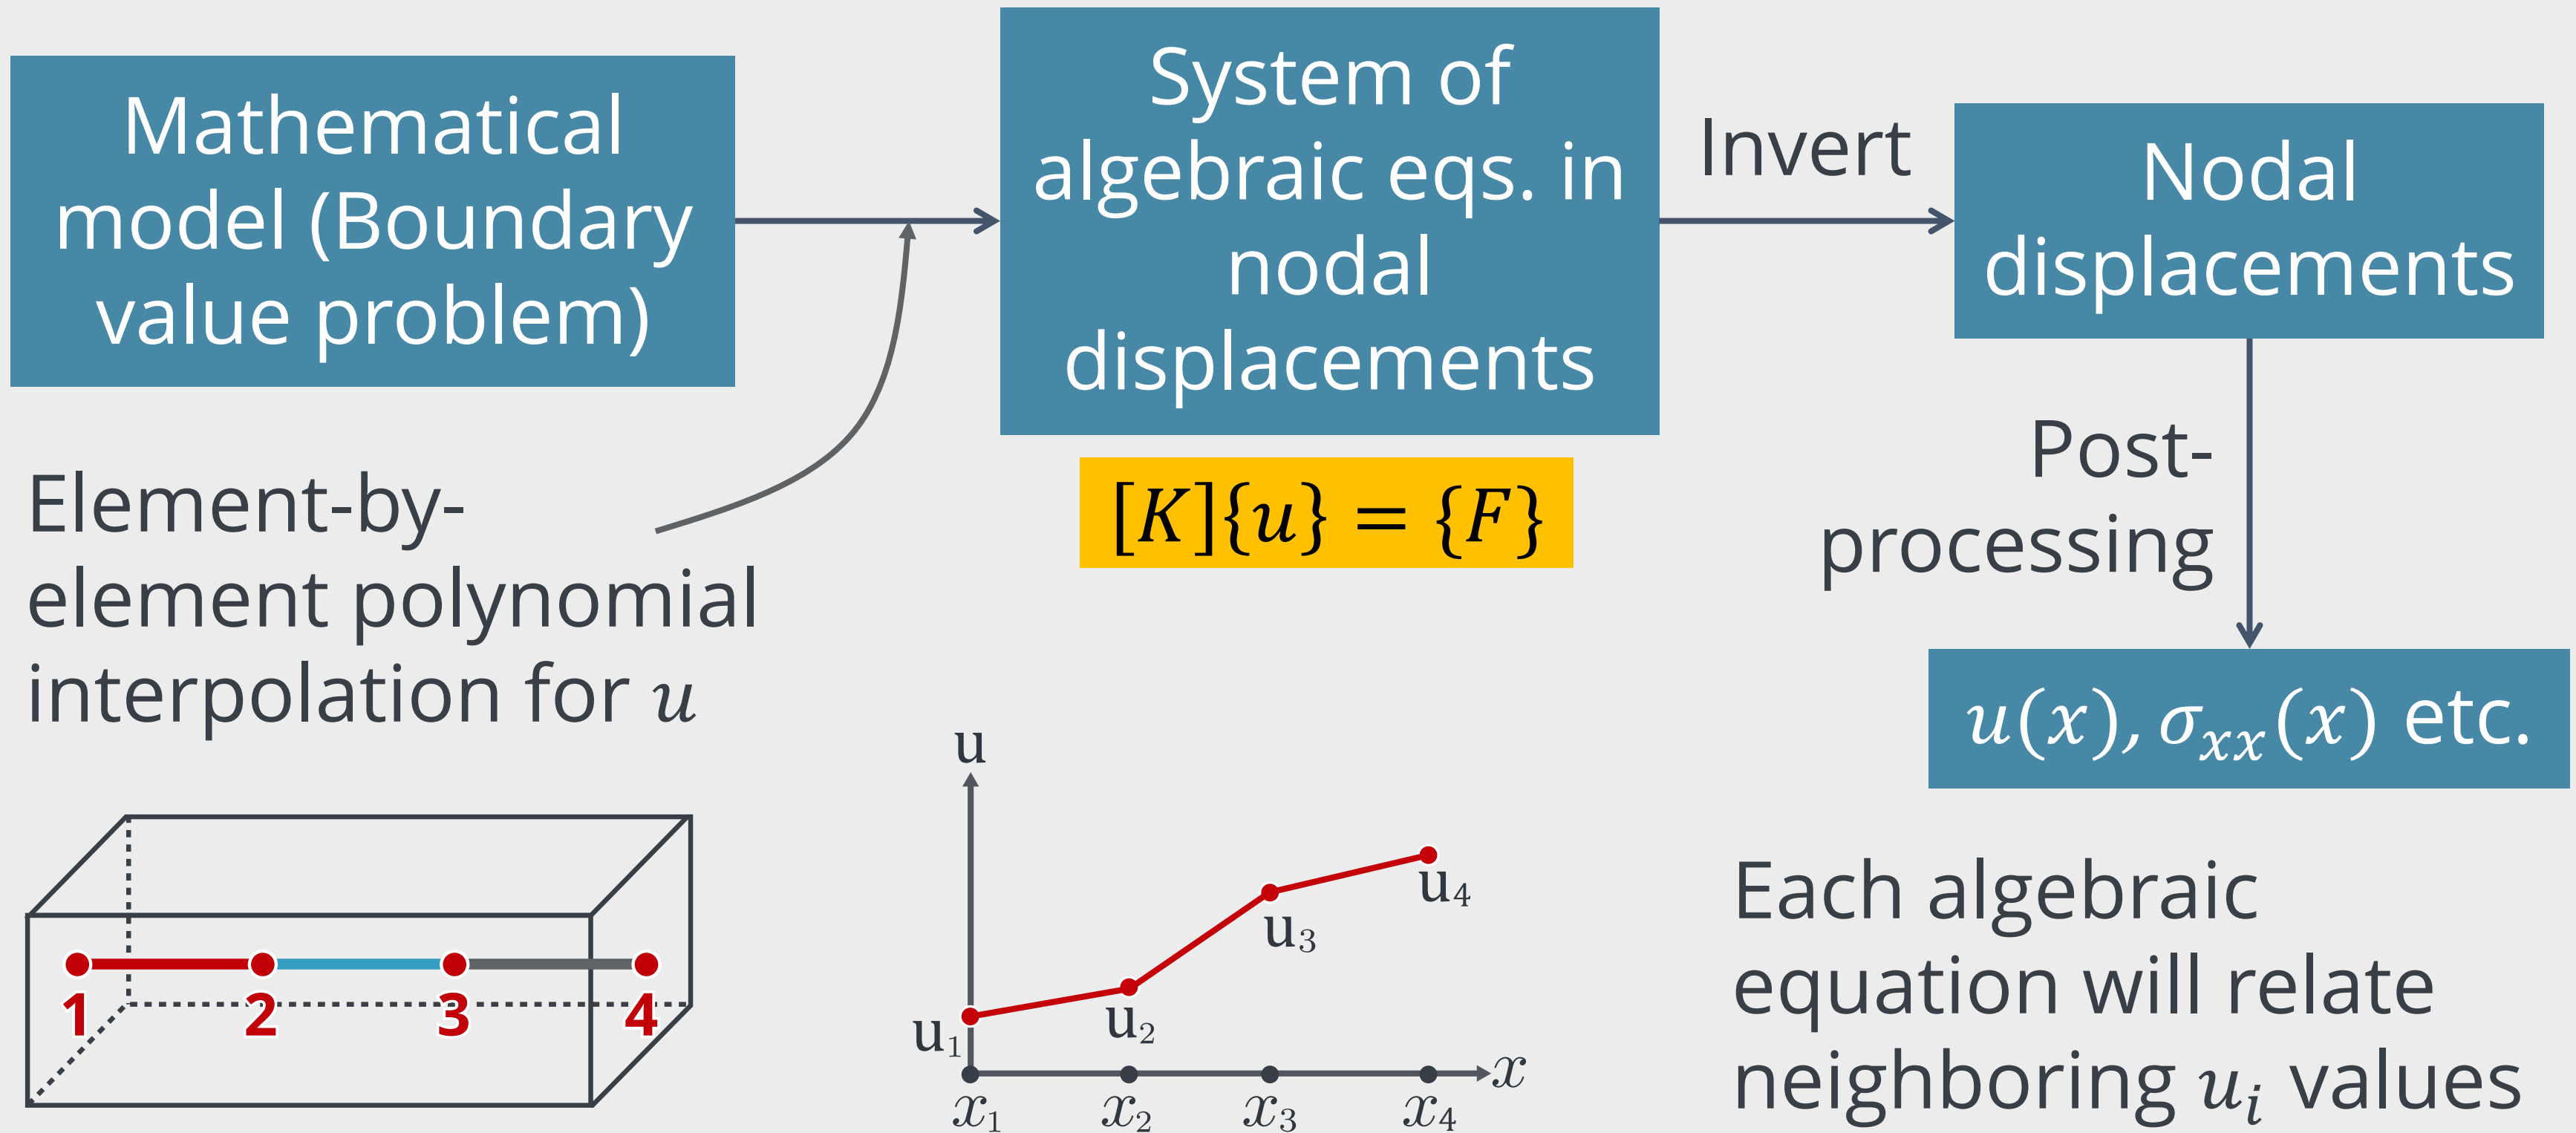 Mathematical
model (Boundary
value problem)
System of
algebraic eqs. in
nodal
displacements
[K]{u} = {F}
Invert
Nodal
displacements
Post-
processing
u(x), σₓₓ(x) etc.
Element-by-
element polynomial
interpolation for u
1 2 3 4
u
u₁
u₂
u₃
u₄
x
x₁ x₂ x₃ x₄
Each algebraic
equation will relate
neighboring uᵢ values